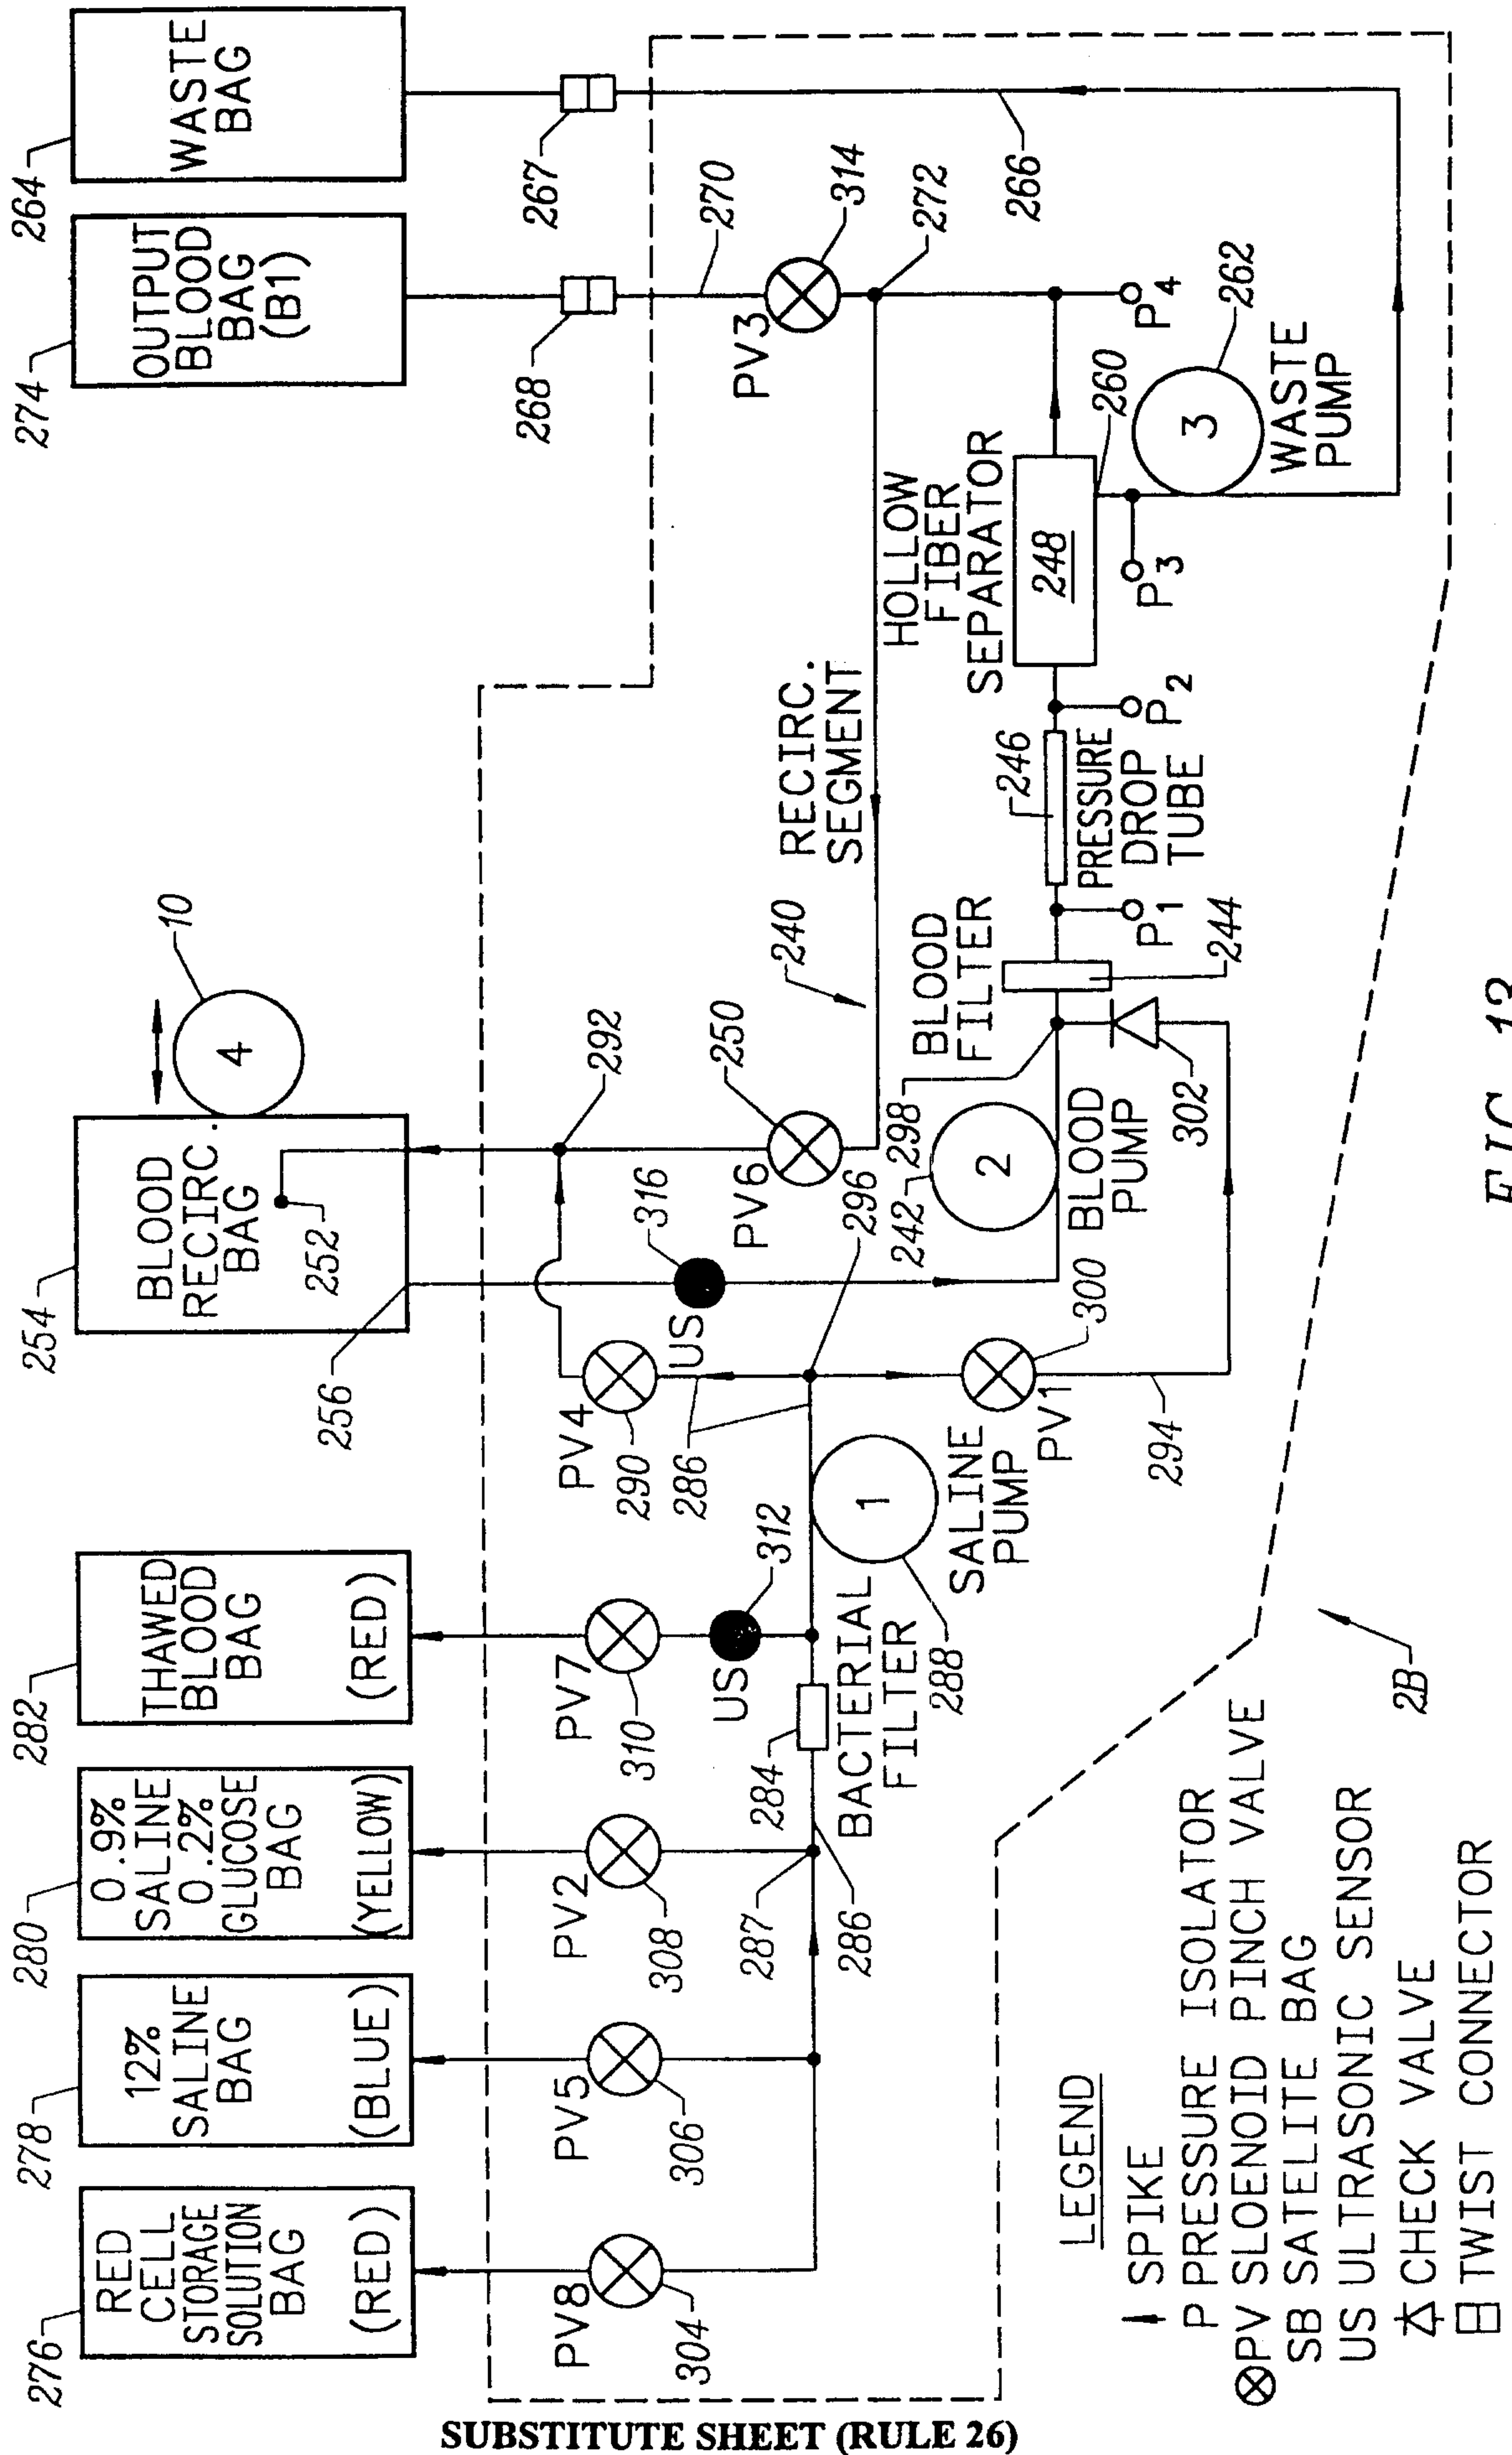 276
RED
CELL
STORAGE
SOLUTION
BAG
(RED)
278
12%
SALINE
BAG
(BLUE)
280
0.9%
SALINE
0.2%
GLUCOSE
BAG
(YELLOW)
282
THAWED
BLOOD
BAG
(RED)
254
BLOOD
RECIRC.
BAG
252
256
4
10
274
OUTPUT
BLOOD
BAG
(B1)
264
WASTE
BAG
PV8
304
PV5
306
PV2
308
PV7
310
US
312
PV4
290
286
US
316
292
PV6
250
240
RECIRC.
SEGMENT
268
267
270
PV3
314
272
266
287
286
284
BACTERIAL
FILTER
288
1
SALINE
PUMP
296
PV1
300
294
242
2
BLOOD
PUMP
298
302
BLOOD
FILTER
244
P1
246
PRESSURE
DROP
TUBE
P2
HOLLOW
FIBER
SEPARATOR
248
P3
260
3
262
WASTE
PUMP
P4
2B
LEGEND
SPIKE
P PRESSURE ISOLATOR
PV SLOENOID PINCH VALVE
SB SATELITE BAG
US ULTRASONIC SENSOR
CHECK VALVE
TWIST CONNECTOR
FIG. 13
SUBSTITUTE SHEET (RULE 26)